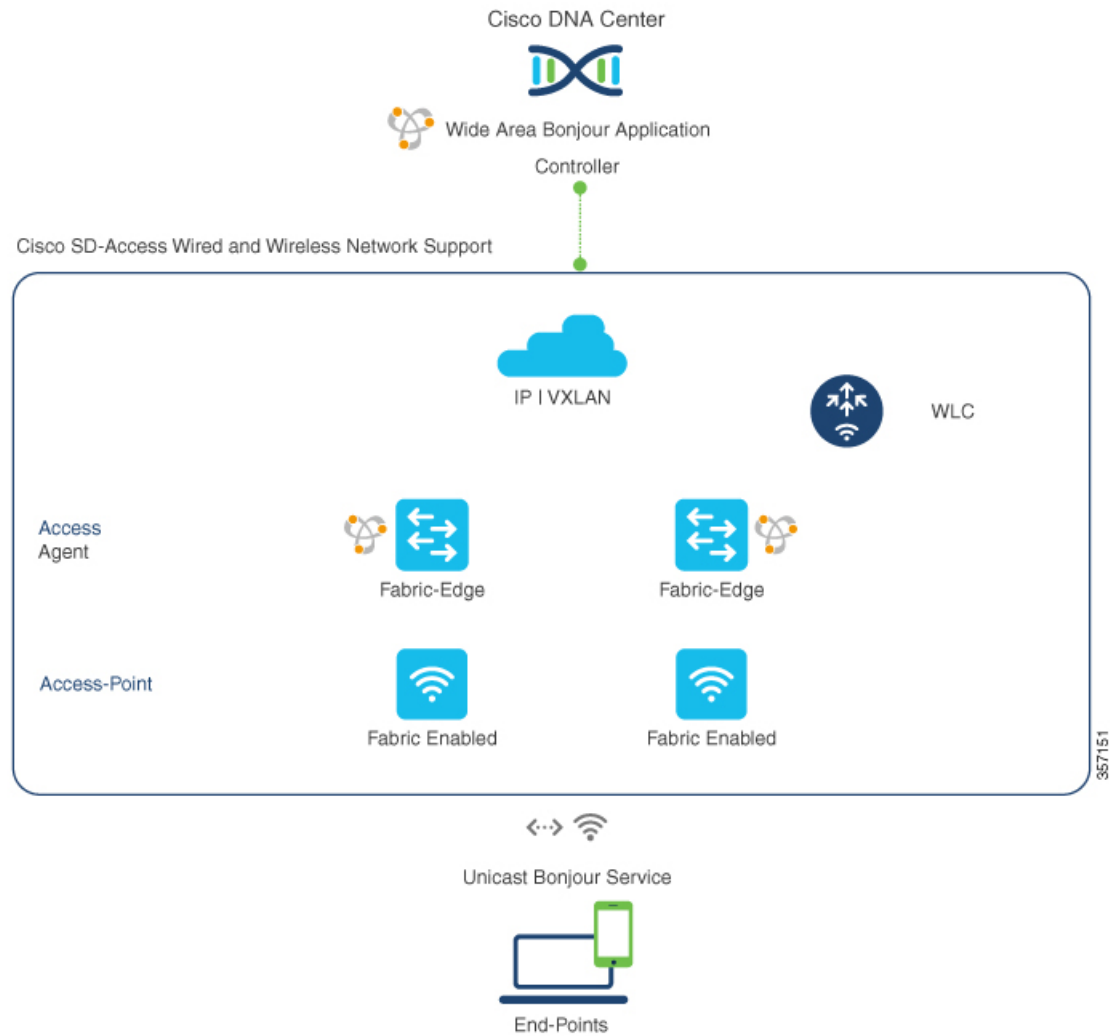 Cisco DNA Center
Wide Area Bonjour Application
Controller
Cisco SD-Access Wired and Wireless Network Support
IP | VXLAN
WLC
Access
Agent
Fabric-Edge
Fabric-Edge
Access-Point
Fabric Enabled
Fabric Enabled
357151
Unicast Bonjour Service
End-Points